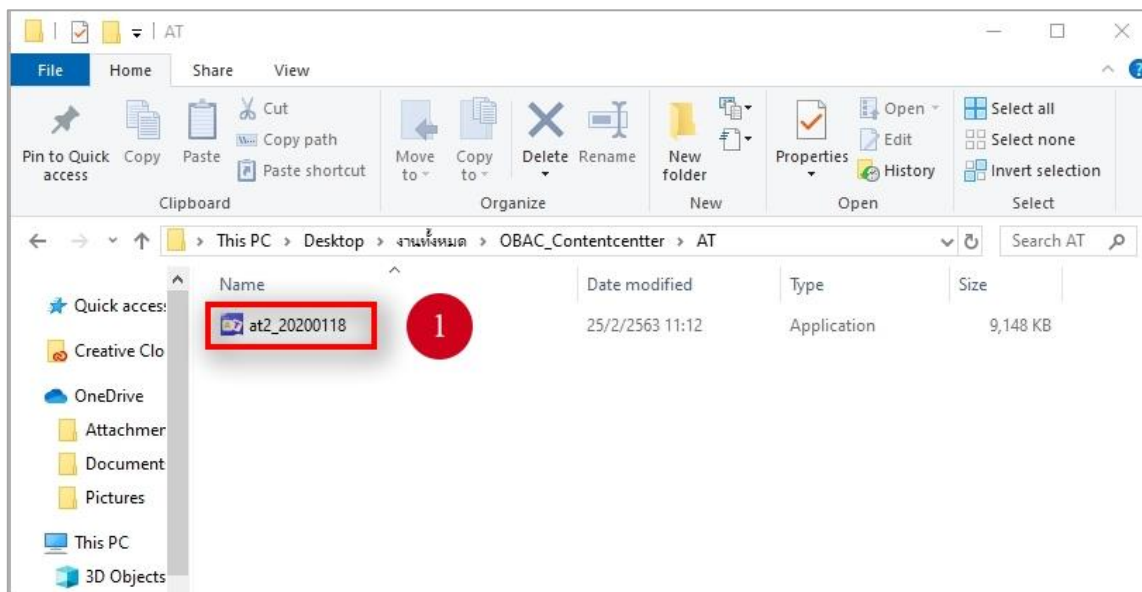 AT
File Home Share View
Cut
Copy path
Paste shortcut
Pin to Quick access
Copy
Paste
Move to
Copy to
Delete
Rename
New folder
Properties
Open
Edit
History
Select all
Select none
Invert selection
Clipboard Organize New Open Select
This PC > Desktop > งานทั้งหมด > OBAC_Contentcentter > AT
Search AT
Name Date modified Type Size
at2_20200118 1 25/2/2563 11:12 Application 9,148 KB
Quick acces
Creative Clo
OneDrive
Attachmer
Document
Pictures
This PC
3D Objects